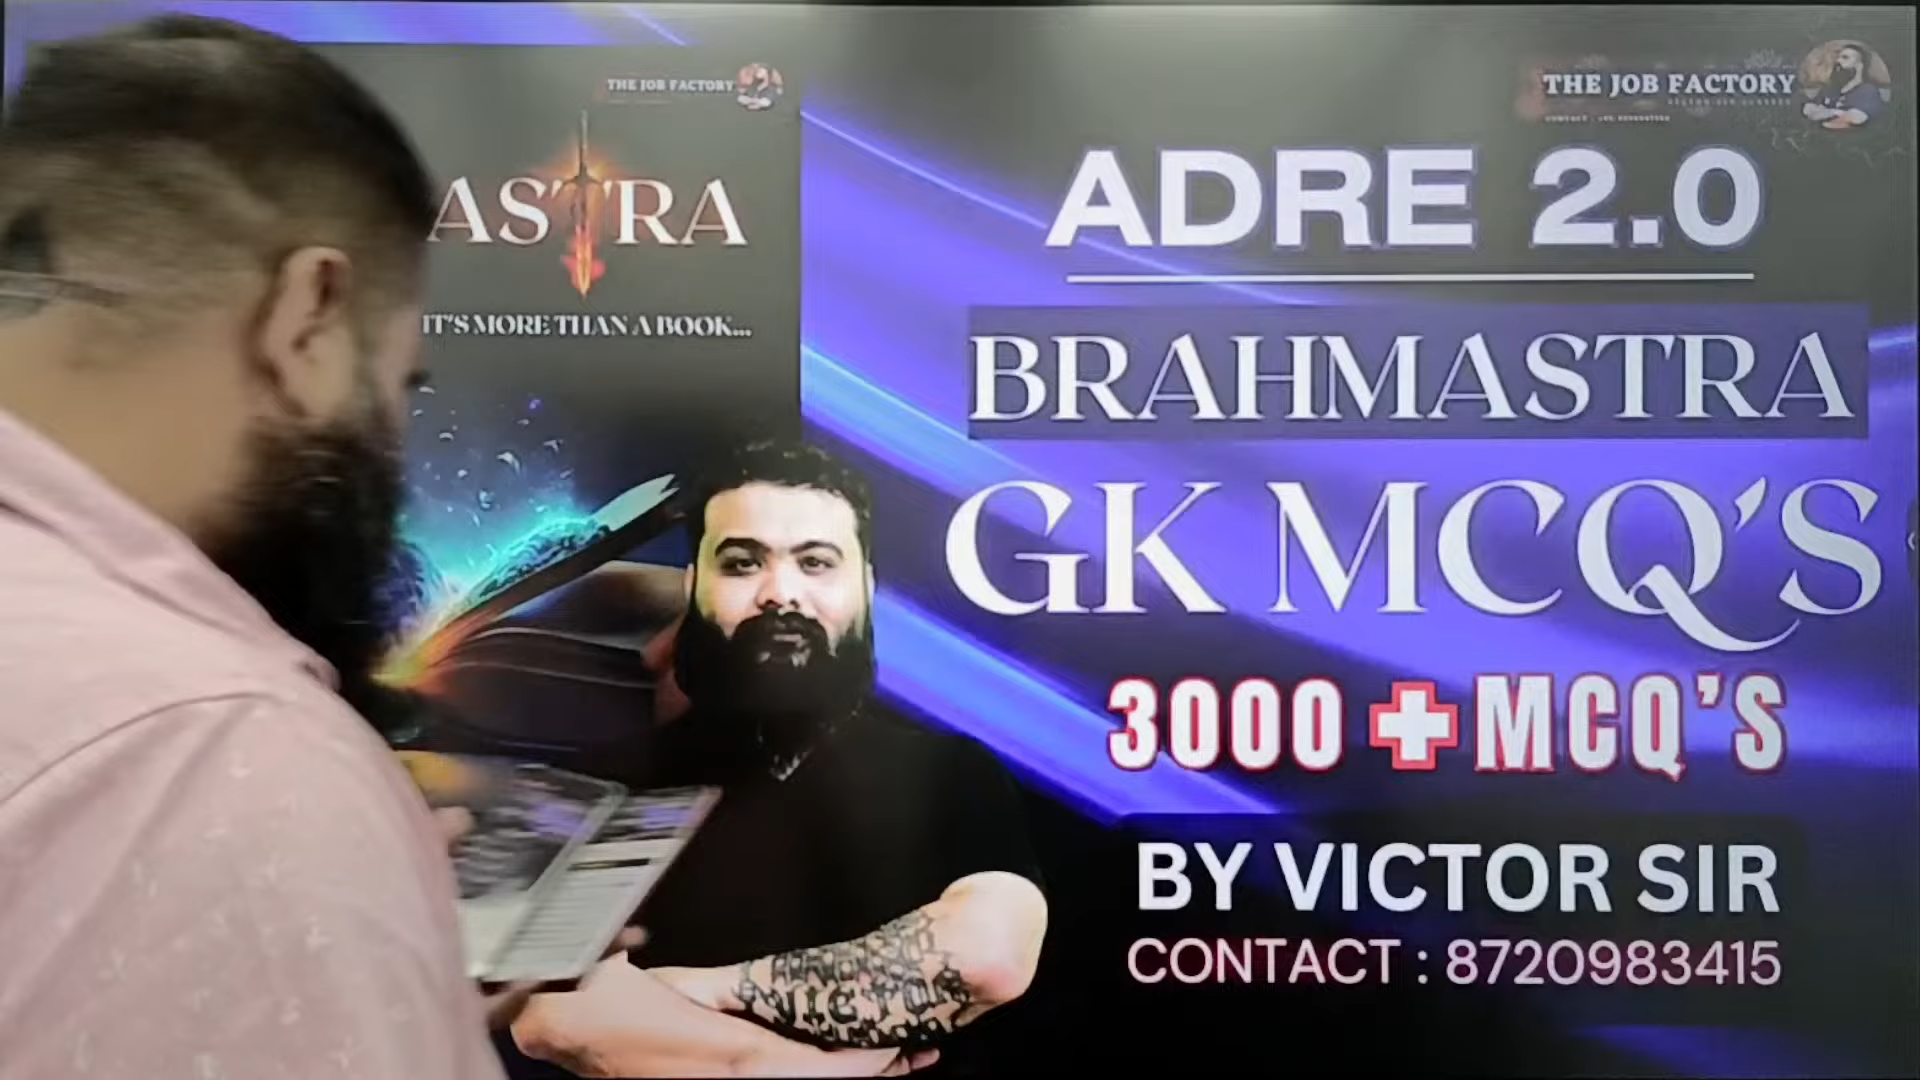 THE JOB FACTORY
ASTRA
IT'S MORE THAN A BOOK...
THE JOB FACTORY
ADRE 2.0
BRAHMASTRA
GK MCQ'S
3000 + MCQ'S
BY VICTOR SIR
CONTACT : 8720983415
VICTOR